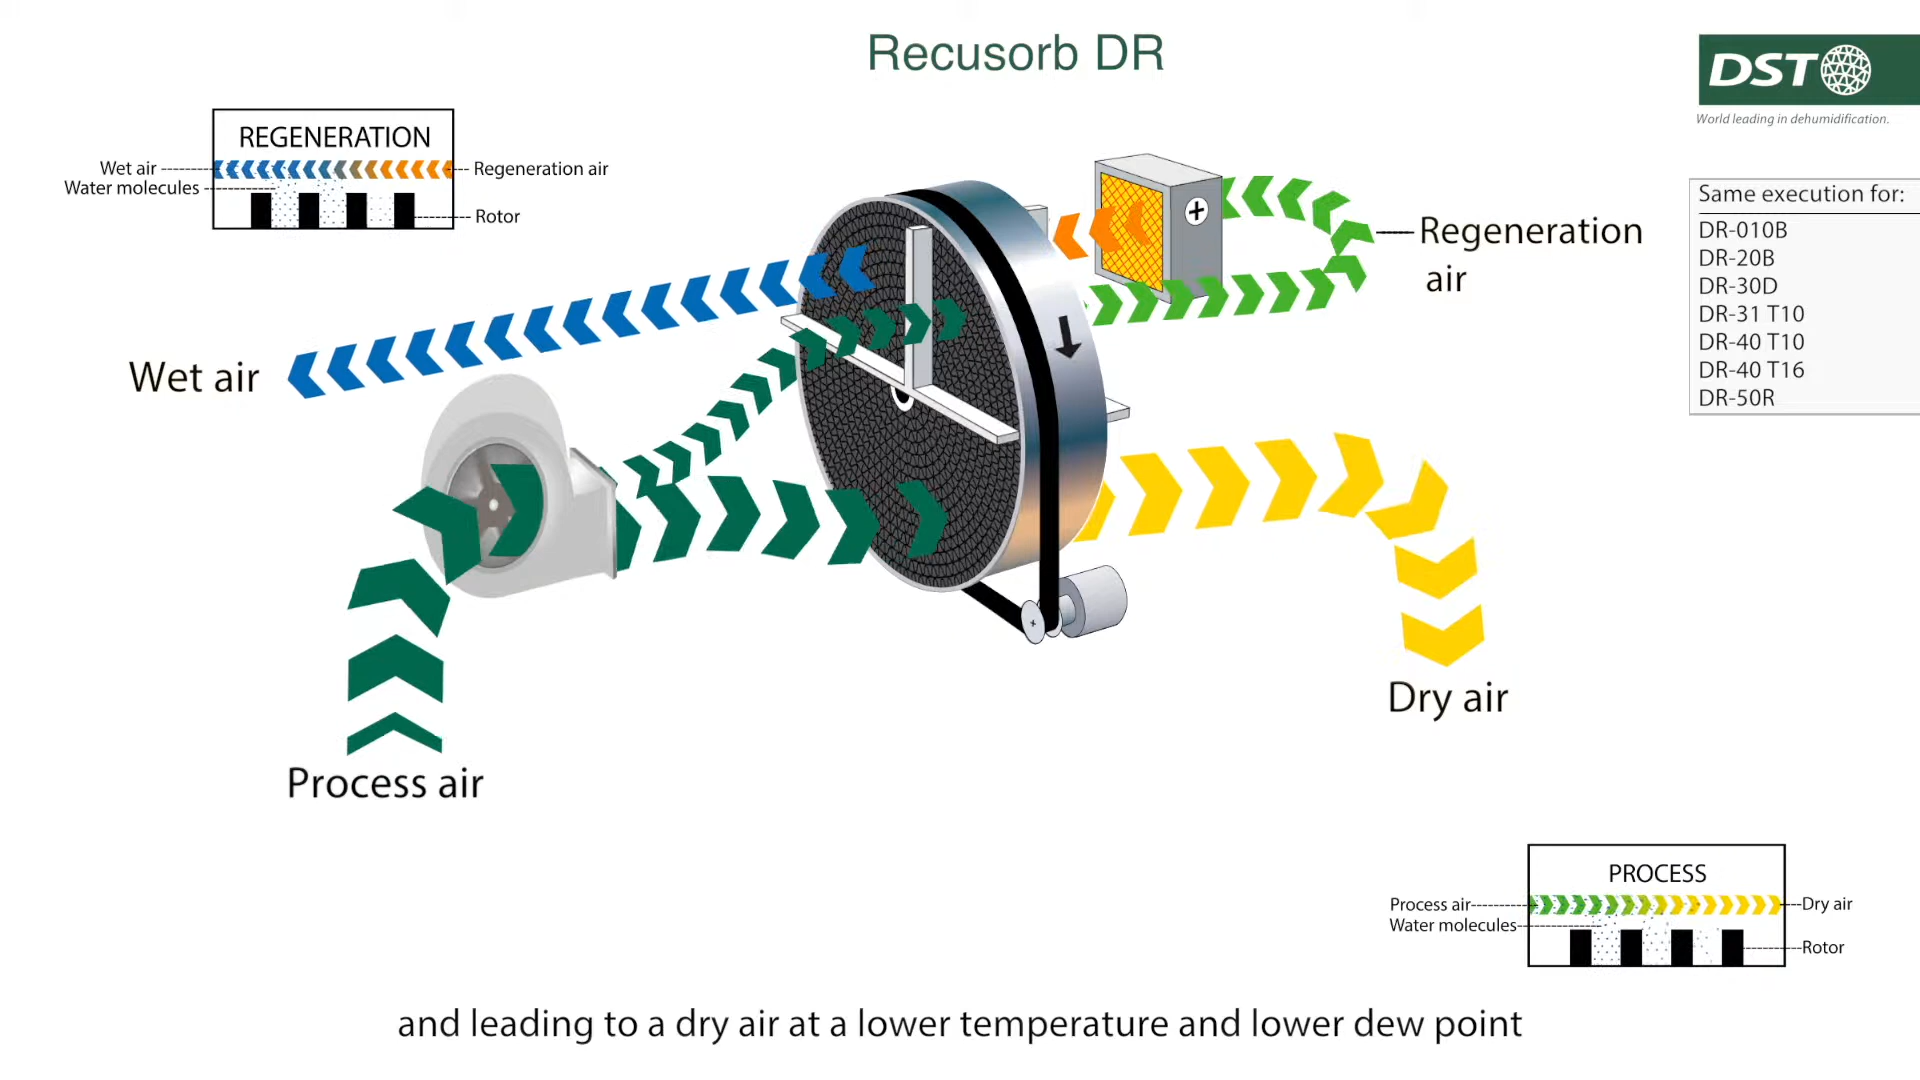 Recusorb DR
DST
World leading in dehumidification.
REGENERATION
Wet air
Water molecules
Regeneration air
Rotor
Same execution for:
DR-010B
DR-20B
DR-30D
DR-31 T10
DR-40 T10
DR-40 T16
DR-50R
Regeneration
air
Wet air
Dry air
Process air
PROCESS
Process air
Water molecules
Dry air
Rotor
and leading to a dry air at a lower temperature and lower dew point